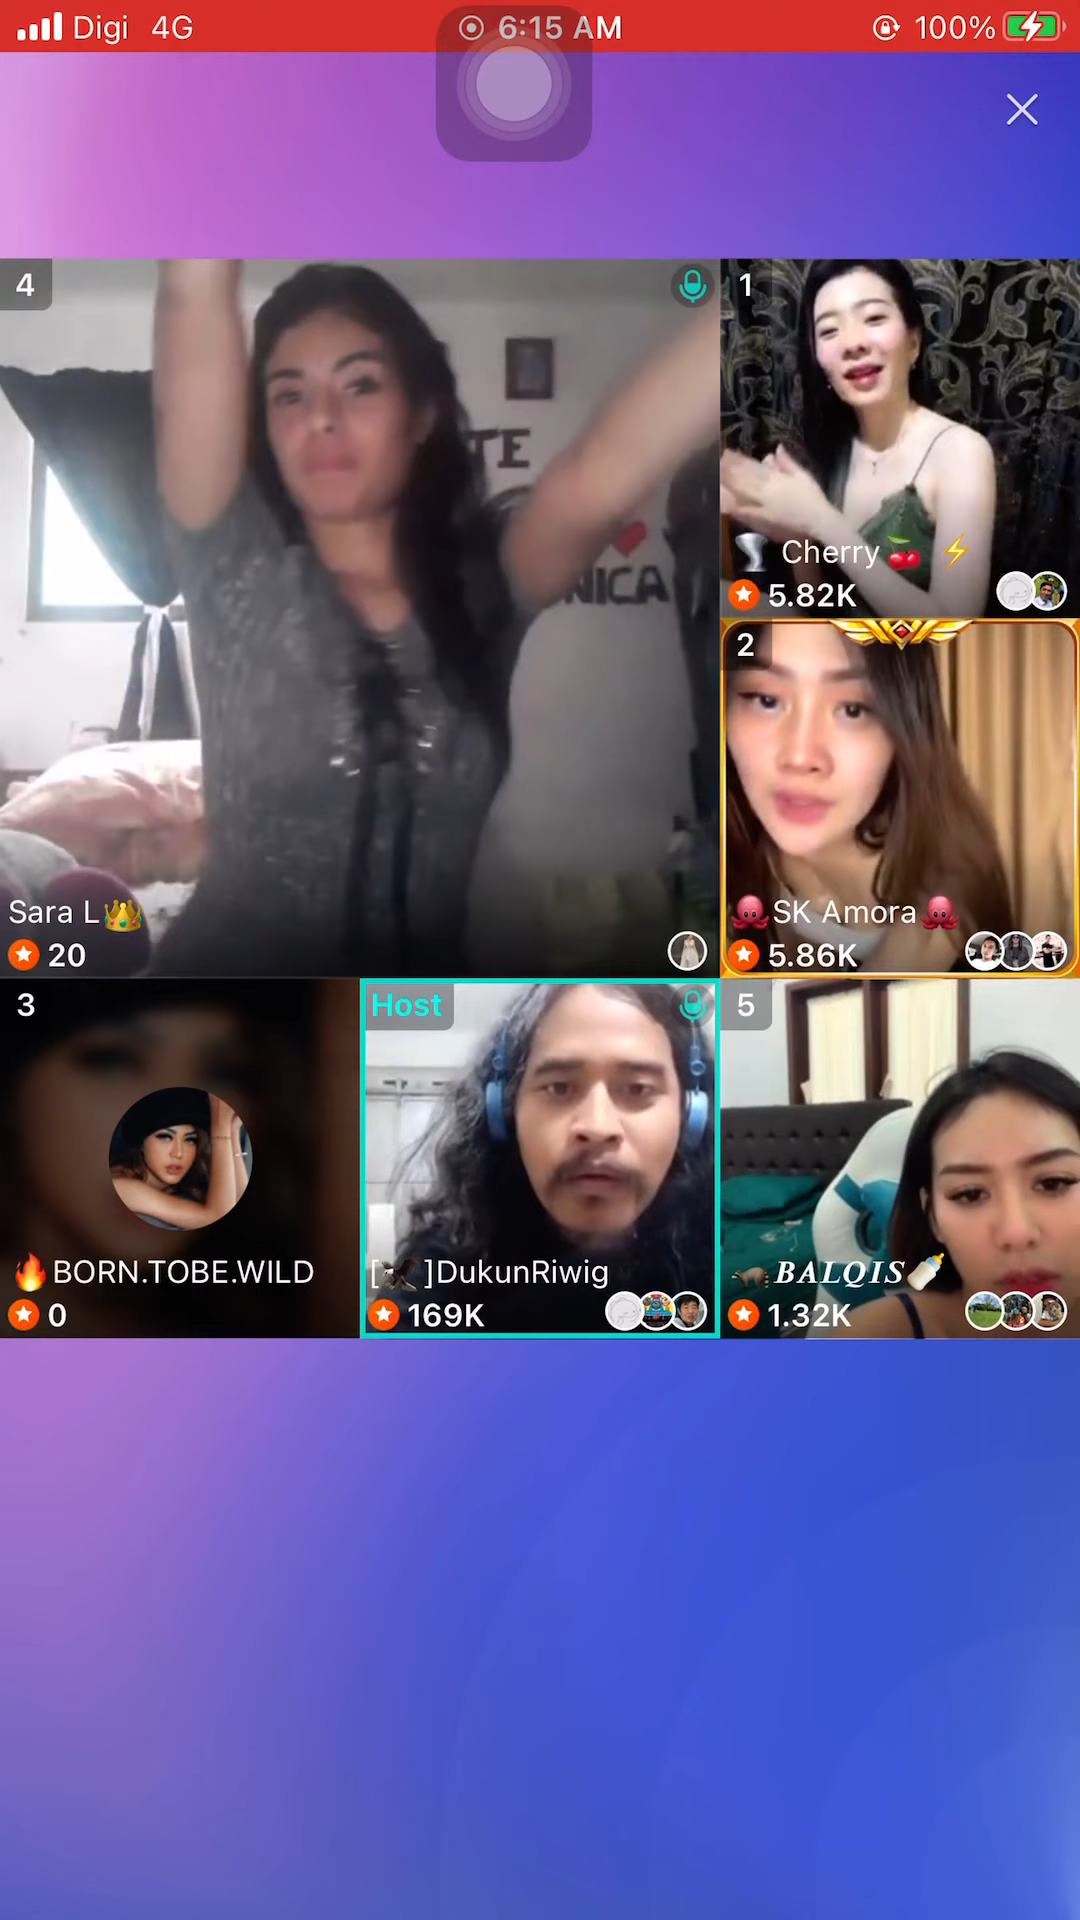 Digi 4G 6:15 AM 100%
4
TE
NICA
Sara L👑
20
1
Cherry🍒 ⚡
5.82K
2
🐙SK Amora🐙
5.86K
3
🔥BORN.TOBE.WILD
0
Host
[🦅]DukunRiwig
169K
5
🦡𝑩𝑨𝑳𝑸𝑰𝑺🍼
1.32K